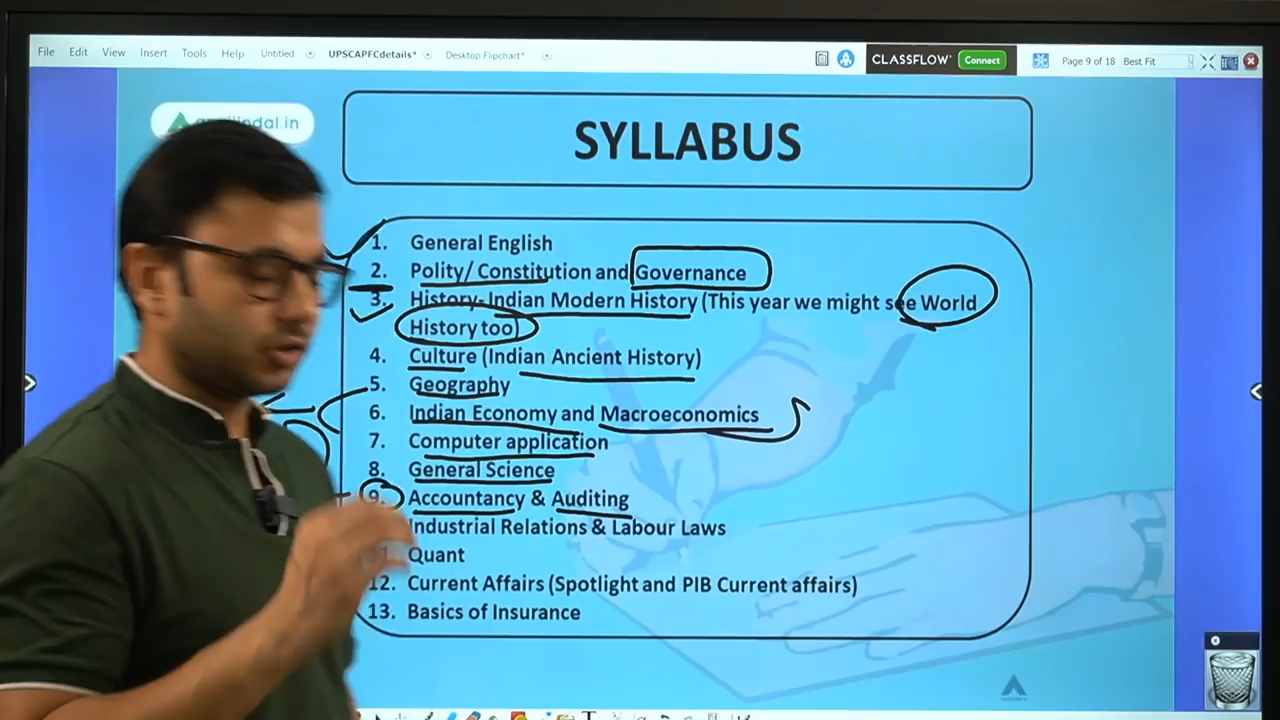 File Edit View Insert Tools Help Untitled UPSCAPFCdetails* Desktop Flipchart* CLASSFLOW Connect Page 9 of 18 Best Fit
SYLLABUS
1. General English
2. Polity/ Constitution and Governance
3. History- Indian Modern History (This year we might see World
History too)
4. Culture (Indian Ancient History)
5. Geography
6. Indian Economy and Macroeconomics
7. Computer application
8. General Science
9. Accountancy & Auditing
Industrial Relations & Labour Laws
Quant
12. Current Affairs (Spotlight and PIB Current affairs)
13. Basics of Insurance